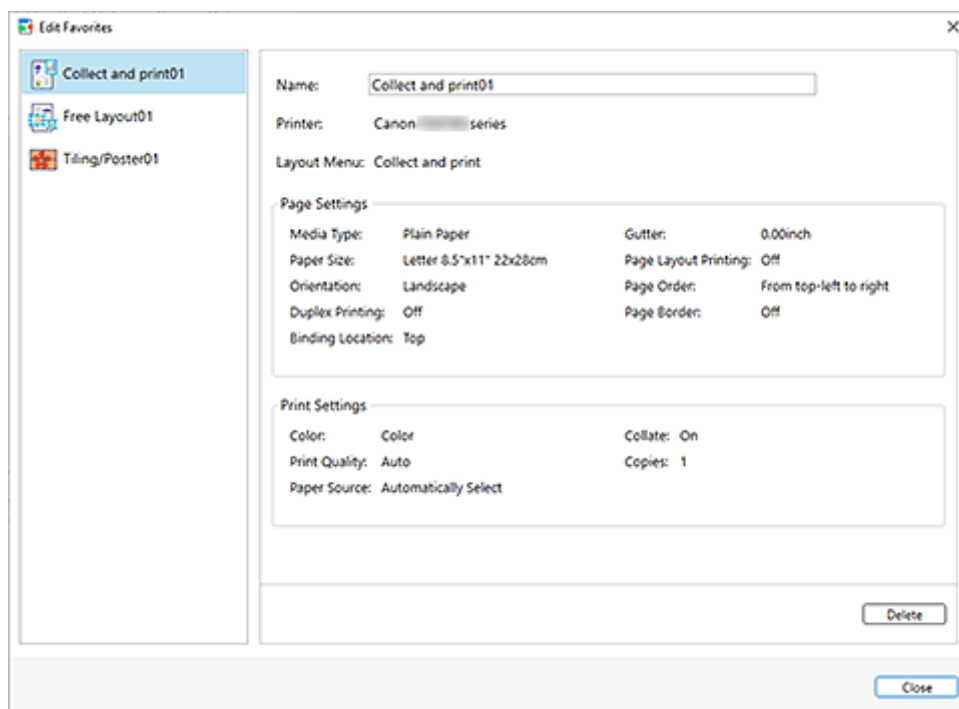 Edit Favorites
Collect and print01
Free Layout01
Tiling/Poster01
Name: Collect and print01
Printer: Canon series
Layout Menu: Collect and print
Page Settings
Media Type: Plain Paper Gutter: 0.00inch
Paper Size: Letter 8.5"x11" 22x28cm Page Layout Printing: Off
Orientation: Landscape Page Order: From top-left to right
Duplex Printing: Off Page Border: Off
Binding Location: Top
Print Settings
Color: Color Collate: On
Print Quality: Auto Copies: 1
Paper Source: Automatically Select
Delete
Close